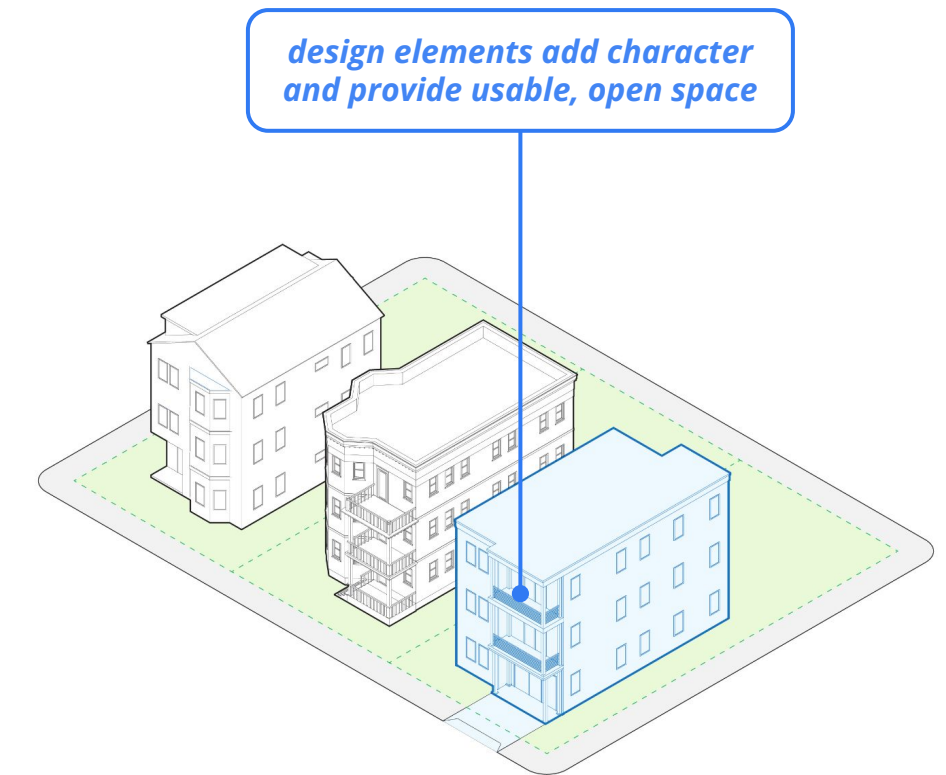 design elements add character
and provide usable, open space